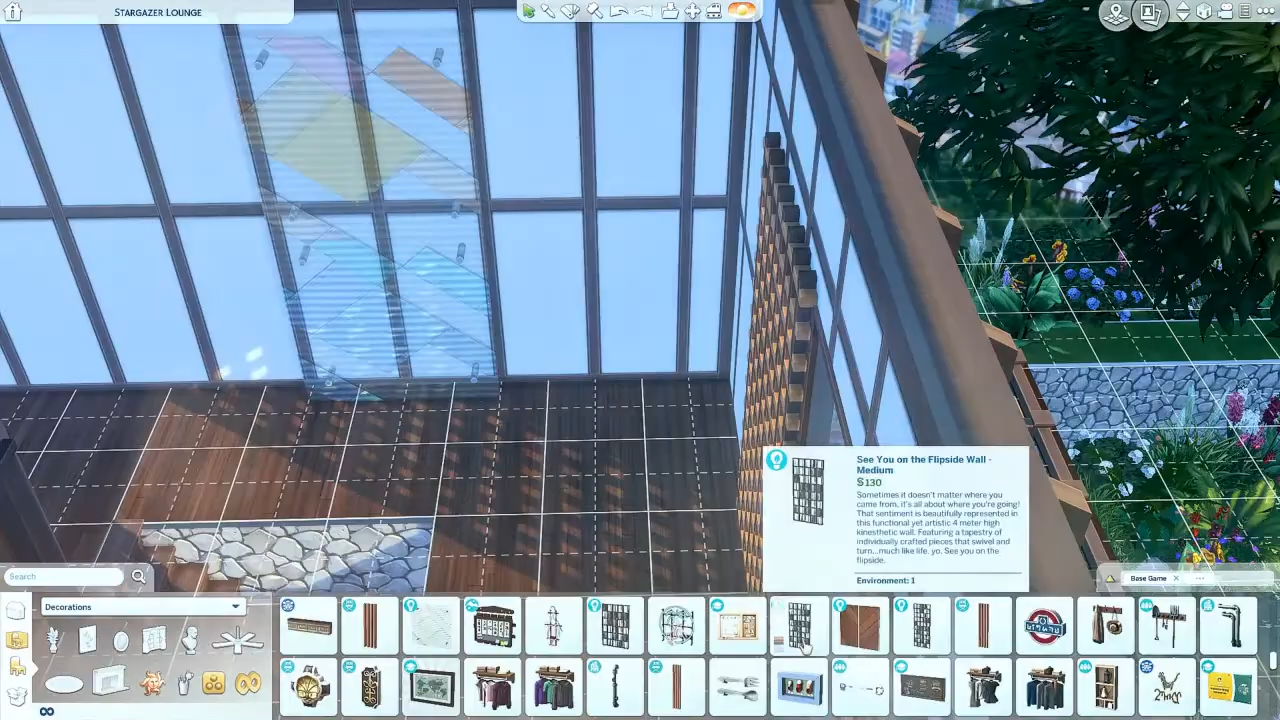 STARGAZER LOUNGE
See You on the Flipside Wall -
Medium
§130
Sometimes it doesn't matter where you
came from, it's all about where you're going!
That sentiment is beautifully represented in
this functional yet artistic 4 meter high
kinesthetic wall. Featuring a tapestry of
individually crafted pieces that swivel and
turn...much like life, yo. See you on the
flipside.
Environment: 1
Search
Base Game
Decorations